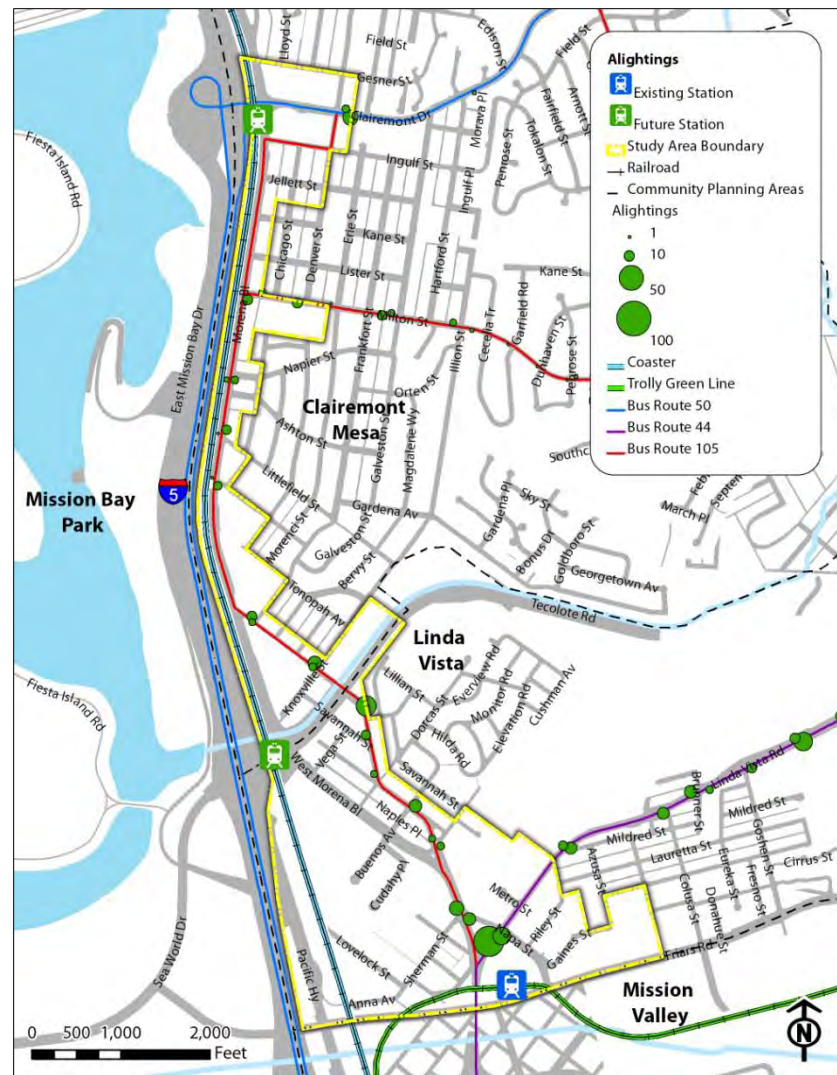 Lloyd St
Field St
Gesner St
Edison St
Field St
Clairemont Dr
Morava Pl
Penrose St
Tokalon St
Fairfield St
Arnott St
Ingulf St
Ingulf Pl
Jellett St
Chicago St
Denver St
Erie St
Kane St
Lister St
Hartford St
Kane St
Fiesta Island Rd
East Mission Bay Dr
Morena Bl
Milton St
Illion St
Cecelia Tr
Garfield Rd
Dunhaven St
Penrose St
Napier St
Frankfort St
Orten St
Clairemont
Mesa
Ashton St
Galveston St
Magdalene Wy
Littlefield St
Morenci St
Galveston St
Gardena Av
Bervy St
Tonopah Av
Gardena Pl
Sky St
Bonus Dr
Goldboro St
Georgetown Av
Southc
March Pl
Feb
Septem
Mission Bay
Park
5
Tecolote Rd
Linda
Vista
Knoxville St
Savannah St
Vega St
West Morena Bl
Lillian St
Dorcas St
Everview Rd
Monitor Rd
Elevation Rd
Cushman Av
Hilda Rd
Savannah St
Fiesta Island Rd
Naples Pl
Buenos Av
Cudahy Pl
Linda Vista Rd
Brunner St
Mildred St
Mildred St
Lauretta St
Azusa St
Colusa St
Donahue St
Eureka St
Fresno St
Goshen St
Cirrus St
Metro St
Napa St
Riley St
Gaines St
Friars Rd
Sea World Dr
Pacific Hy
Lovelock St
Sherman St
Anna Av
Mission
Valley
Alightings
Existing Station
Future Station
Study Area Boundary
Railroad
Community Planning Areas
Alightings
1
10
50
100
Coaster
Trolly Green Line
Bus Route 50
Bus Route 44
Bus Route 105
0 500 1,000 2,000
Feet
N